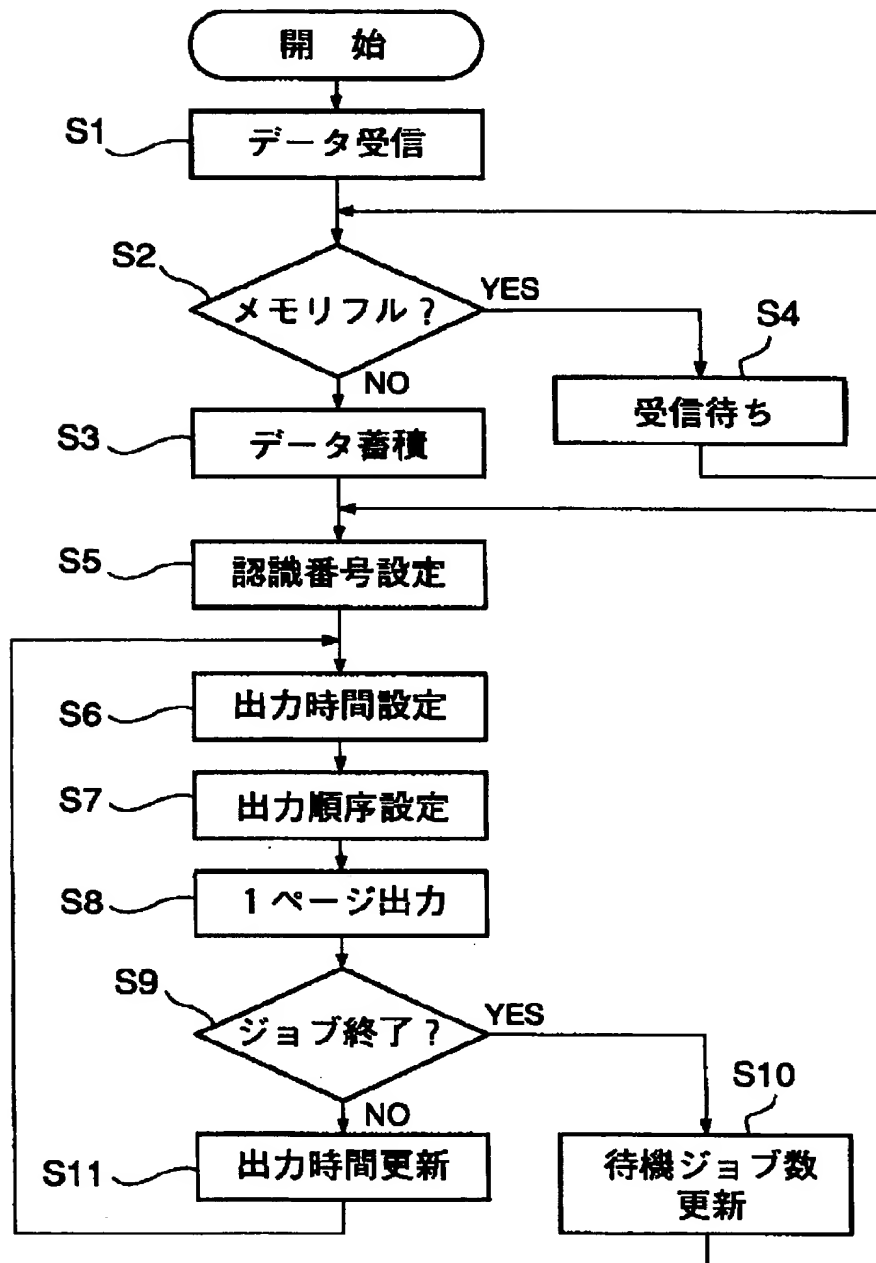 開 始
S1
データ受信
S2
メモリフル?
YES
NO
S4
受信待ち
S3
データ蓄積
S5
認識番号設定
S6
出力時間設定
S7
出力順序設定
S8
1ページ出力
S9
ジョブ終了?
YES
NO
S10
待機ジョブ数
更新
S11
出力時間更新